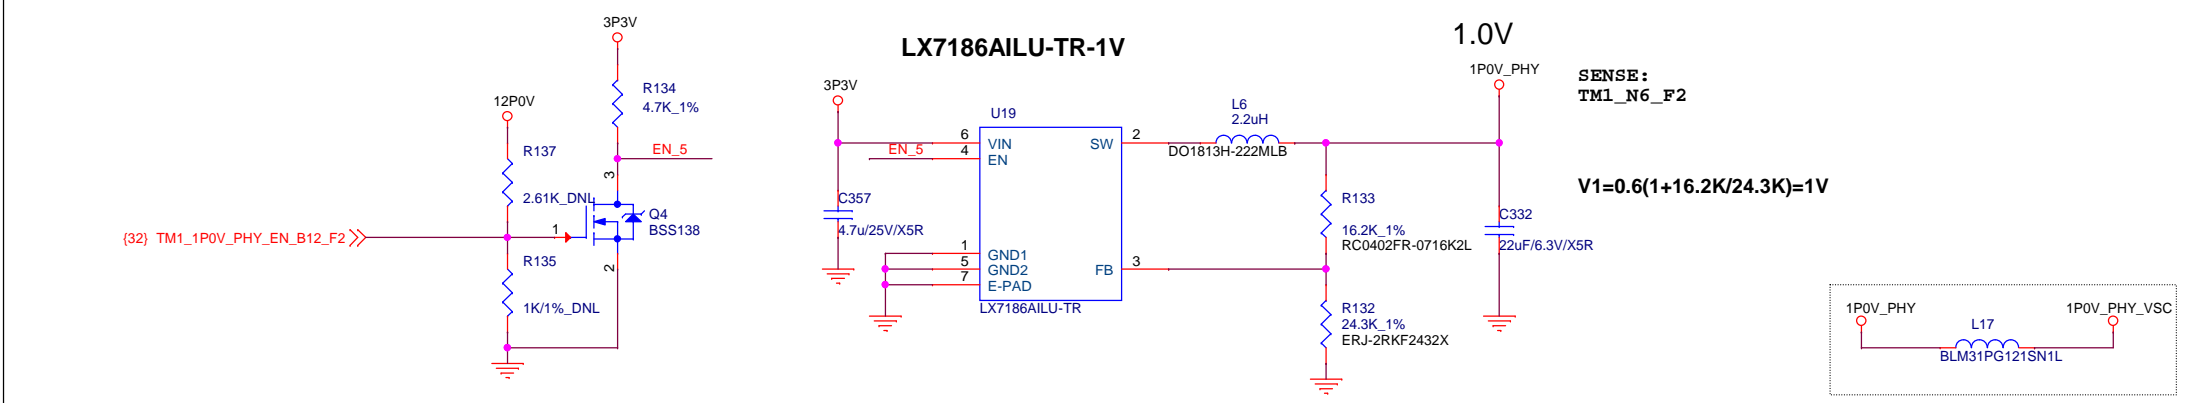 3P3V
R134
4.7K_1%
12P0V
R137
2.61K_DNL
EN_5
3
Q4
BSS138
{32} TM1_1P0V_PHY_EN_B12_F2
1
2
R135
1K/1%_DNL
LX7186AILU-TR-1V
3P3V
U19
6 VIN
EN_5 4 EN
SW 2
C357
4.7u/25V/X5R
1 GND1
5 GND2
7 E-PAD
FB 3
LX7186AILU-TR
L6
2.2uH
DO1813H-222MLB
R133
16.2K_1%
RC0402FR-0716K2L
R132
24.3K_1%
ERJ-2RKF2432X
1.0V
1P0V_PHY
C332
22uF/6.3V/X5R
SENSE:
TM1_N6_F2
V1=0.6(1+16.2K/24.3K)=1V
1P0V_PHY
1P0V_PHY_VSC
L17
BLM31PG121SN1L